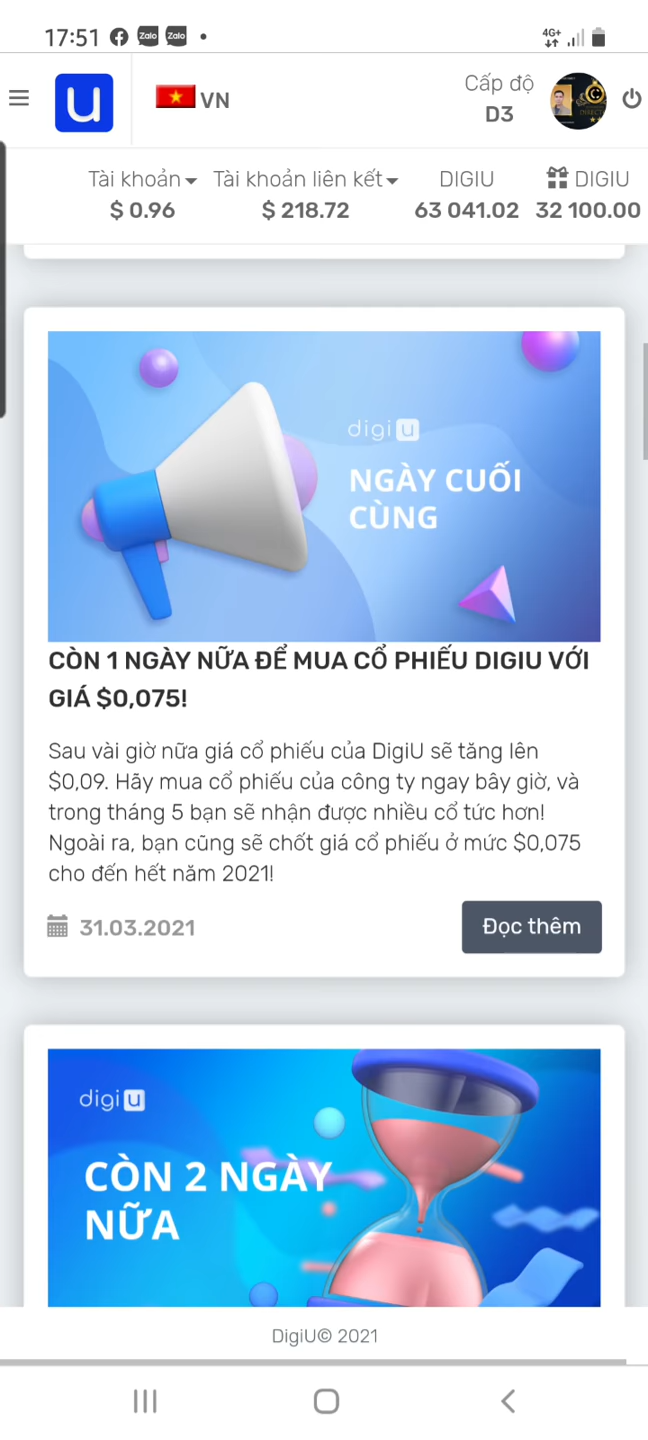 17:51 Zalo Zalo 4G+
U VN Cấp độ
D3
Tài khoản Tài khoản liên kết DIGIU DIGIU
$ 0.96 $ 218.72 63 041.02 32 100.00
digi u
NGÀY CUỐI
CÙNG
CÒN 1 NGÀY NỮA ĐỂ MUA CỔ PHIẾU DIGIU VỚI
GIÁ $0,075!
Sau vài giờ nữa giá cổ phiếu của DigiU sẽ tăng lên
$0,09. Hãy mua cổ phiếu của công ty ngay bây giờ, và
trong tháng 5 bạn sẽ nhận được nhiều cổ tức hơn!
Ngoài ra, bạn cũng sẽ chốt giá cổ phiếu ở mức $0,075
cho đến hết năm 2021!
31.03.2021 Đọc thêm
digi u
CÒN 2 NGÀY
NỮA
DigiU© 2021